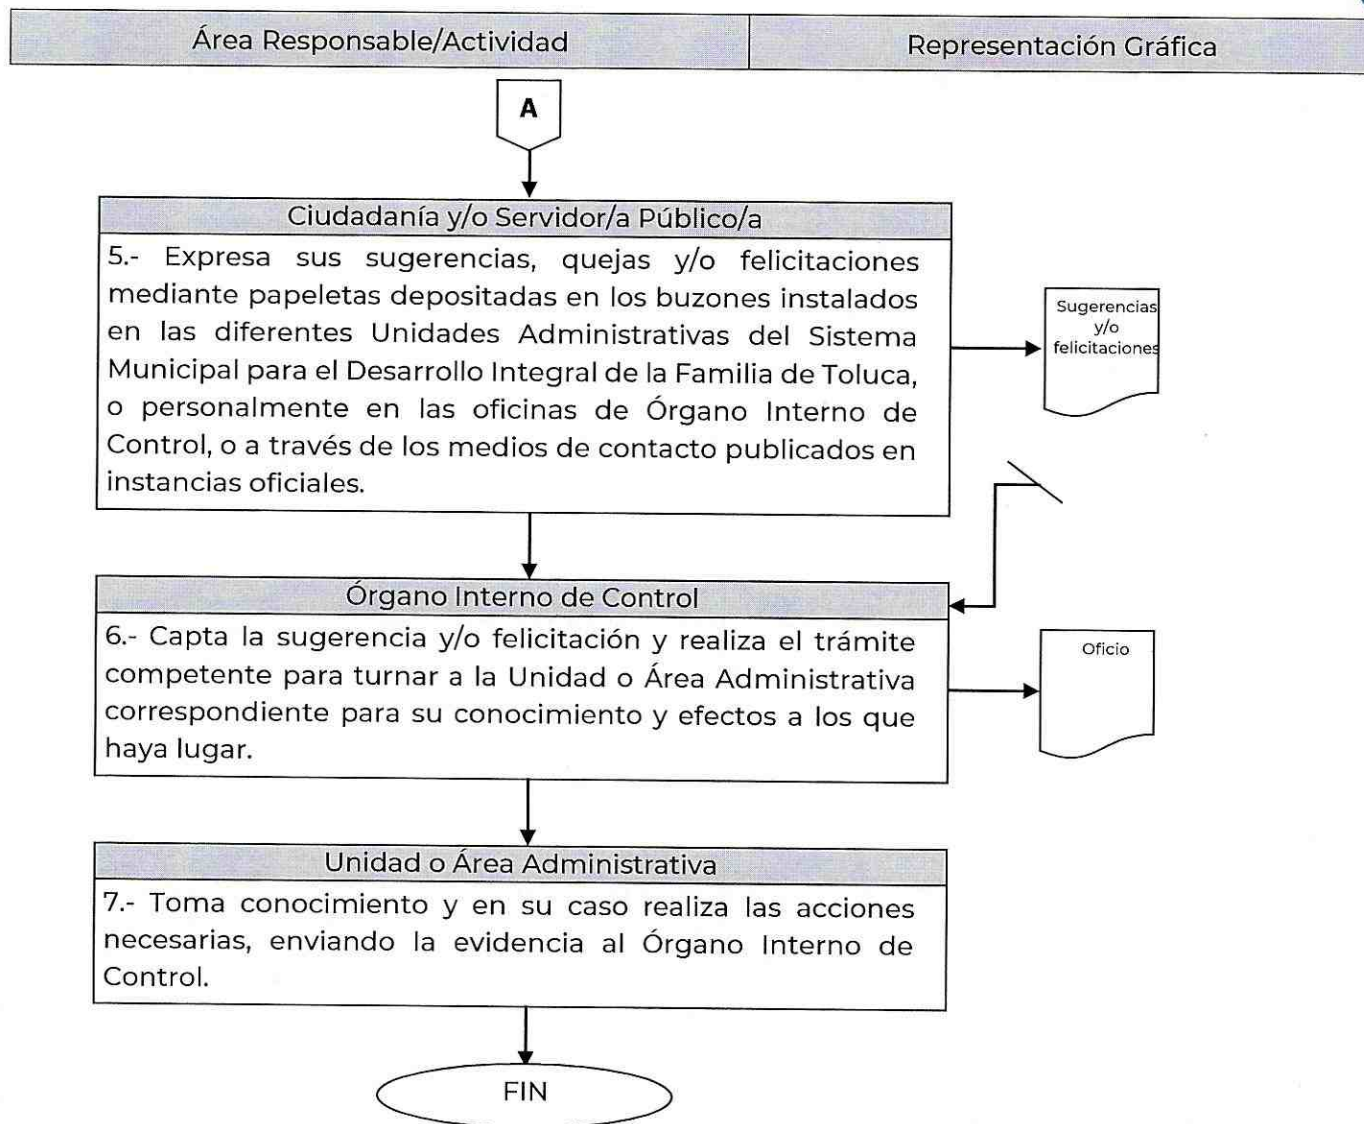 Área Responsable/Actividad
Representación Gráfica
A
Ciudadanía y/o Servidor/a Público/a
5.- Expresa sus sugerencias, quejas y/o felicitaciones
mediante papeletas depositadas en los buzones instalados
en las diferentes Unidades Administrativas del Sistema
Municipal para el Desarrollo Integral de la Familia de Toluca,
o personalmente en las oficinas de Órgano Interno de
Control, o a través de los medios de contacto publicados en
instancias oficiales.
Sugerencias
y/o
felicitaciones
Órgano Interno de Control
6.- Capta la sugerencia y/o felicitación y realiza el trámite
competente para turnar a la Unidad o Área Administrativa
correspondiente para su conocimiento y efectos a los que
haya lugar.
Oficio
Unidad o Área Administrativa
7.- Toma conocimiento y en su caso realiza las acciones
necesarias, enviando la evidencia al Órgano Interno de
Control.
FIN